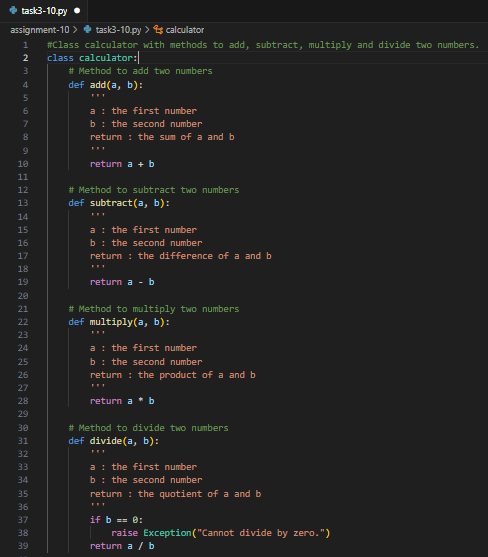 task3-10.py ●
assignment-10 > task3-10.py > calculator
1 #Class calculator with methods to add, subtract, multiply and divide two numbers.
2 class calculator:
3     # Method to add two numbers
4     def add(a, b):
5         '''
6         a : the first number
7         b : the second number
8         return : the sum of a and b
9         '''
10         return a + b
11
12     # Method to subtract two numbers
13     def subtract(a, b):
14         '''
15         a : the first number
16         b : the second number
17         return : the difference of a and b
18         '''
19         return a - b
20
21     # Method to multiply two numbers
22     def multiply(a, b):
23         '''
24         a : the first number
25         b : the second number
26         return : the product of a and b
27         '''
28         return a * b
29
30     # Method to divide two numbers
31     def divide(a, b):
32         '''
33         a : the first number
34         b : the second number
35         return : the quotient of a and b
36         '''
37         if b == 0:
38             raise Exception("Cannot divide by zero.")
39         return a / b